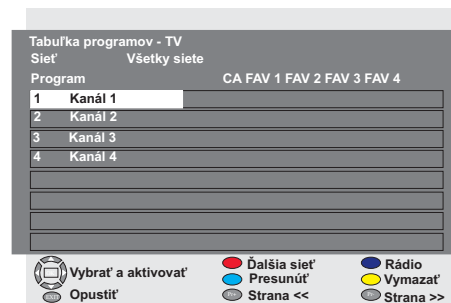 Tabuľka programov - TV
Sieť Všetky siete
Program CA FAV 1 FAV 2 FAV 3 FAV 4
1 Kanál 1
2 Kanál 2
3 Kanál 3
4 Kanál 4
Vybrať a aktivovať Ďalšia sieť Rádio
Presunúť Vymazať
EXIT Opustiť Strana << Strana >>